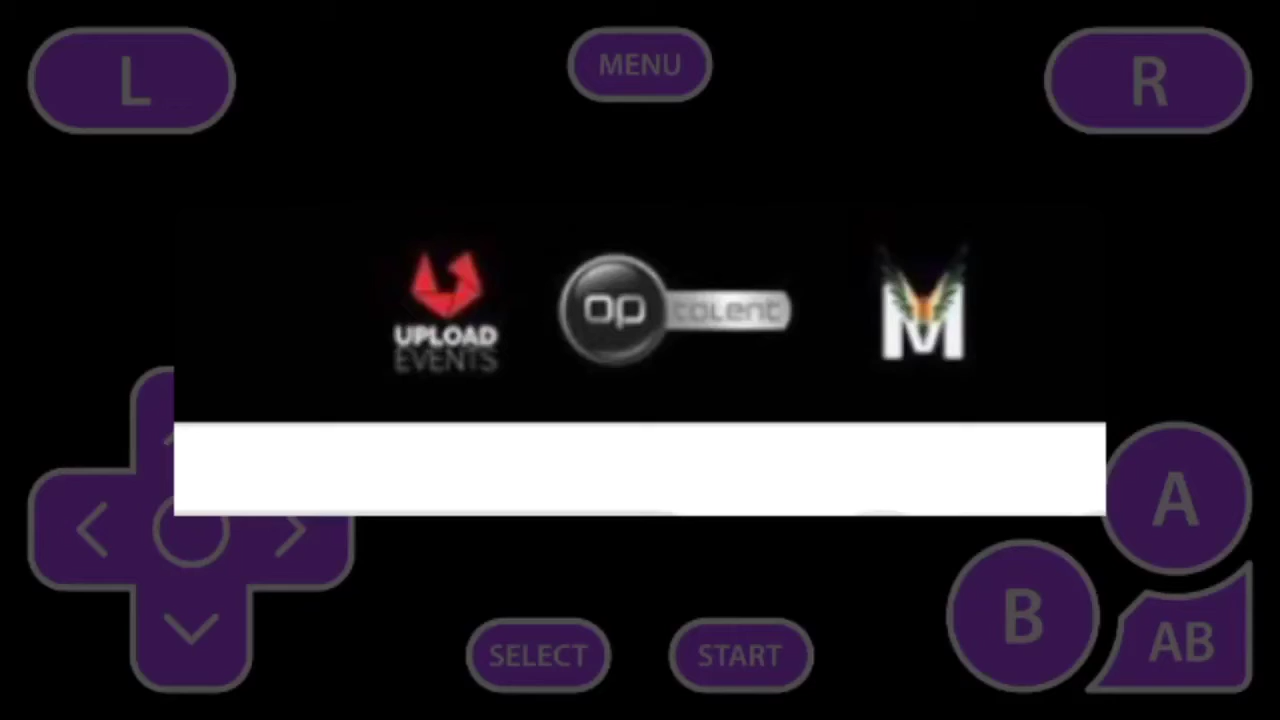 L
MENU
R
UPLOAD
EVENTS
op talent
M
A
B
AB
SELECT
START